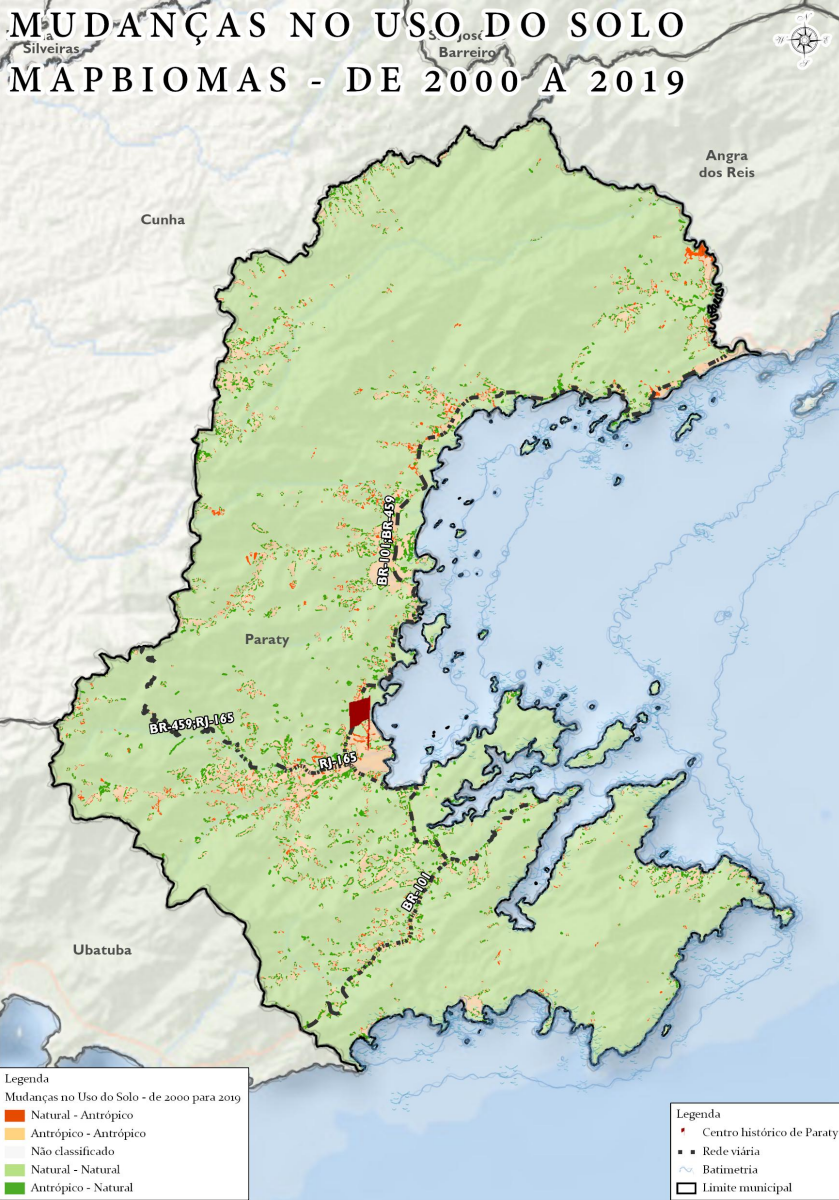 MUDANÇAS NO USO DO SOLO
MAPBIOMAS - DE 2000 A 2019
Silveiras
Barreiro
N
W
E
S
Angra
dos Reis
Cunha
BR-101;BR-459
Paraty
BR-459;RJ-165
RJ-165
BR-101
Ubatuba
Legenda
Mudanças no Uso do Solo - de 2000 para 2019
Natural - Antrópico
Antrópico - Antrópico
Não classificado
Natural - Natural
Antrópico - Natural
Legenda
Centro histórico de Paraty
Rede viária
Batimetria
Limite municipal